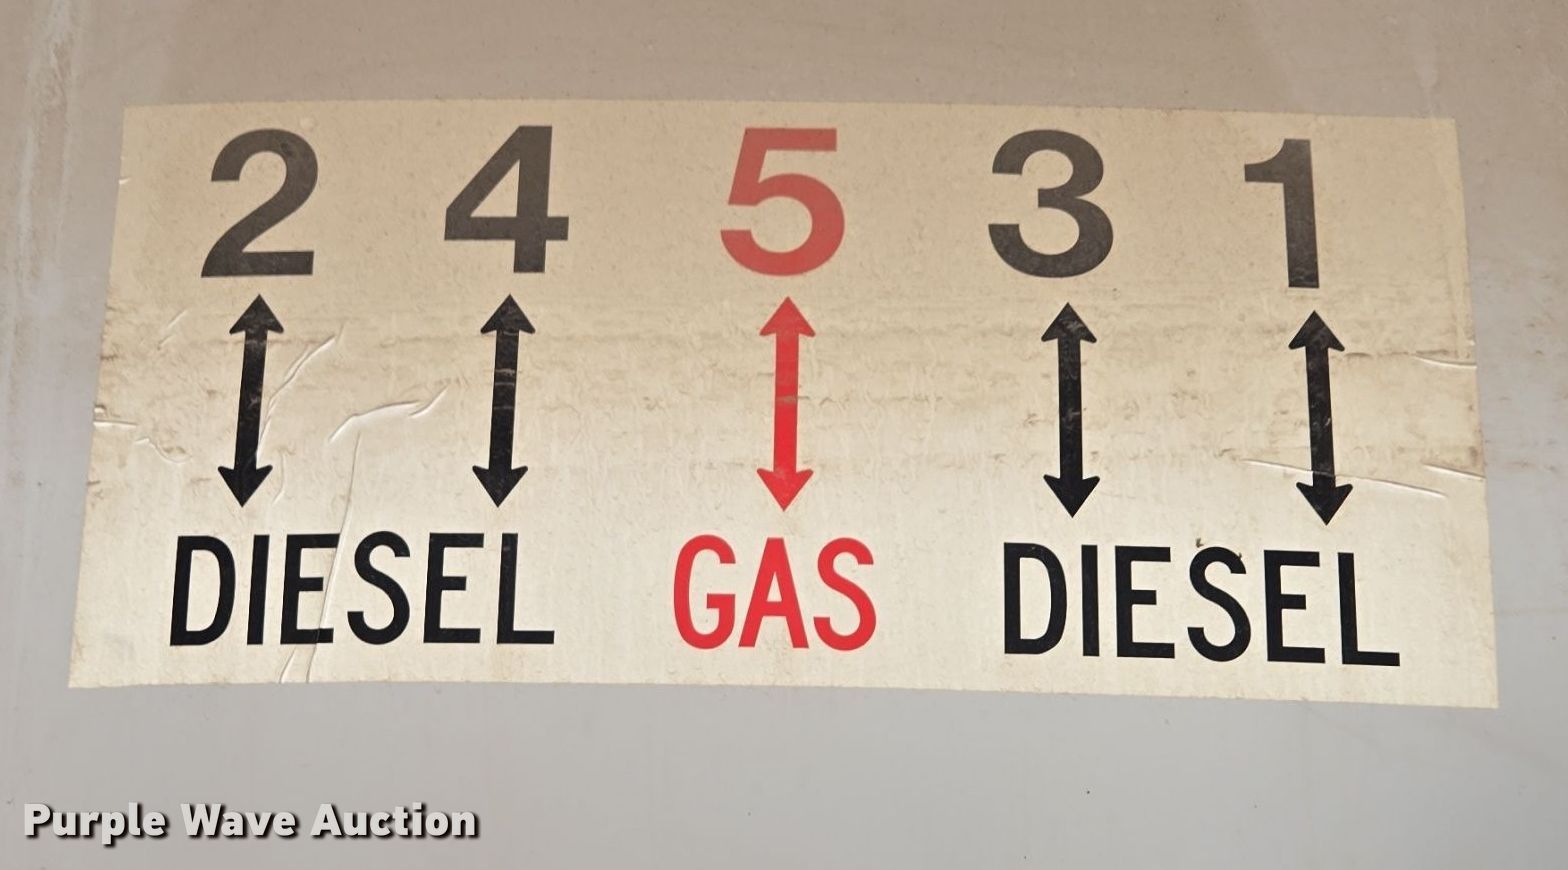 2 4 5 3 1
DIESEL GAS DIESEL
Purple Wave Auction